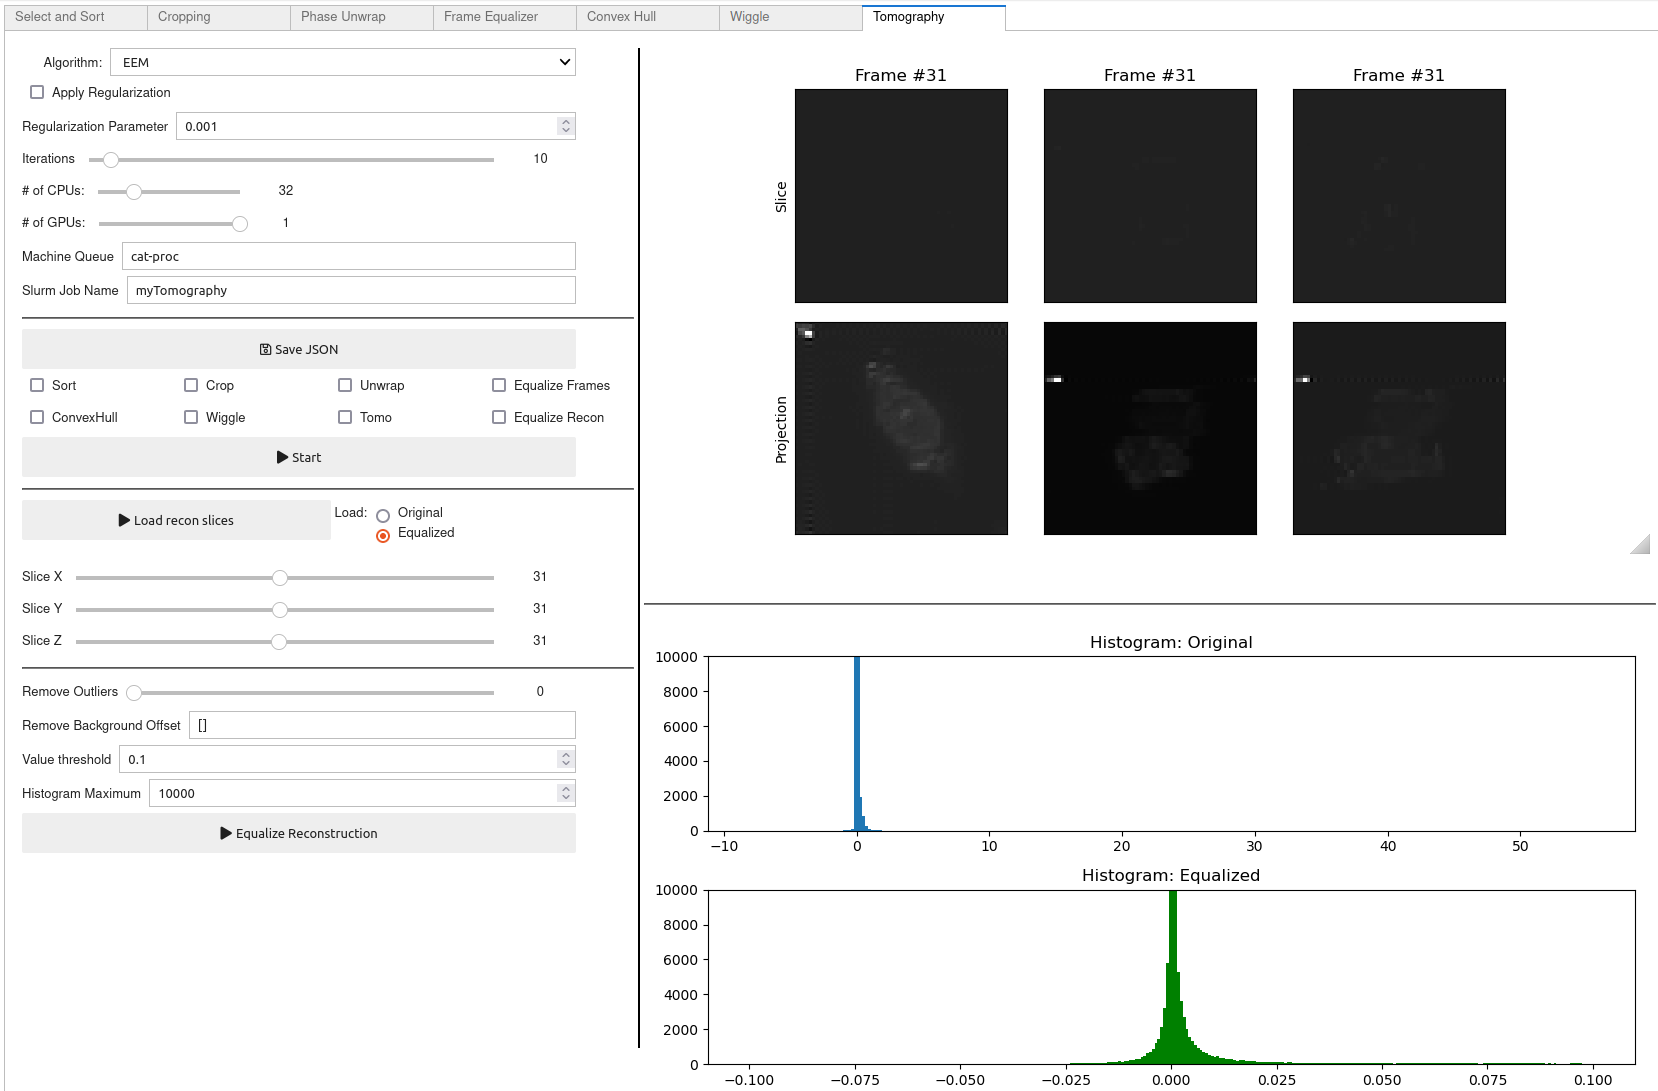 Select and Sort Cropping Phase Unwrap Frame Equalizer Convex Hull Wiggle Tomography
Algorithm: EEM
Apply Regularization
Regularization Parameter 0.001
Iterations 10
# of CPUs: 32
# of GPUs: 1
Machine Queue cat-proc
Slurm Job Name myTomography
Save JSON
Sort Crop Unwrap Equalize Frames
ConvexHull Wiggle Tomo Equalize Recon
Start
Load recon slices Load: Original
Equalized
Slice X 31
Slice Y 31
Slice Z 31
Remove Outliers 0
Remove Background Offset []
Value threshold 0.1
Histogram Maximum 10000
Equalize Reconstruction
Frame #31 Frame #31 Frame #31
Slice
Projection
Histogram: Original
10000
8000
6000
4000
2000
0
−10 0 10 20 30 40 50
Histogram: Equalized
10000
8000
6000
4000
2000
0
−0.100 −0.075 −0.050 −0.025 0.000 0.025 0.050 0.075 0.100